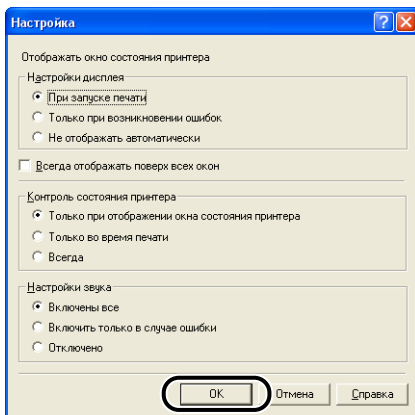 Настройка
Отображать окно состояния принтера
Настройки дисплея
При запуске печати
Только при возникновении ошибок
Не отображать автоматически
Всегда отображать поверх всех окон
Контроль состояния принтера
Только при отображении окна состояния принтера
Только во время печати
Всегда
Настройки звука
Включены все
Включить только в случае ошибки
Отключено
OK Отмена Справка